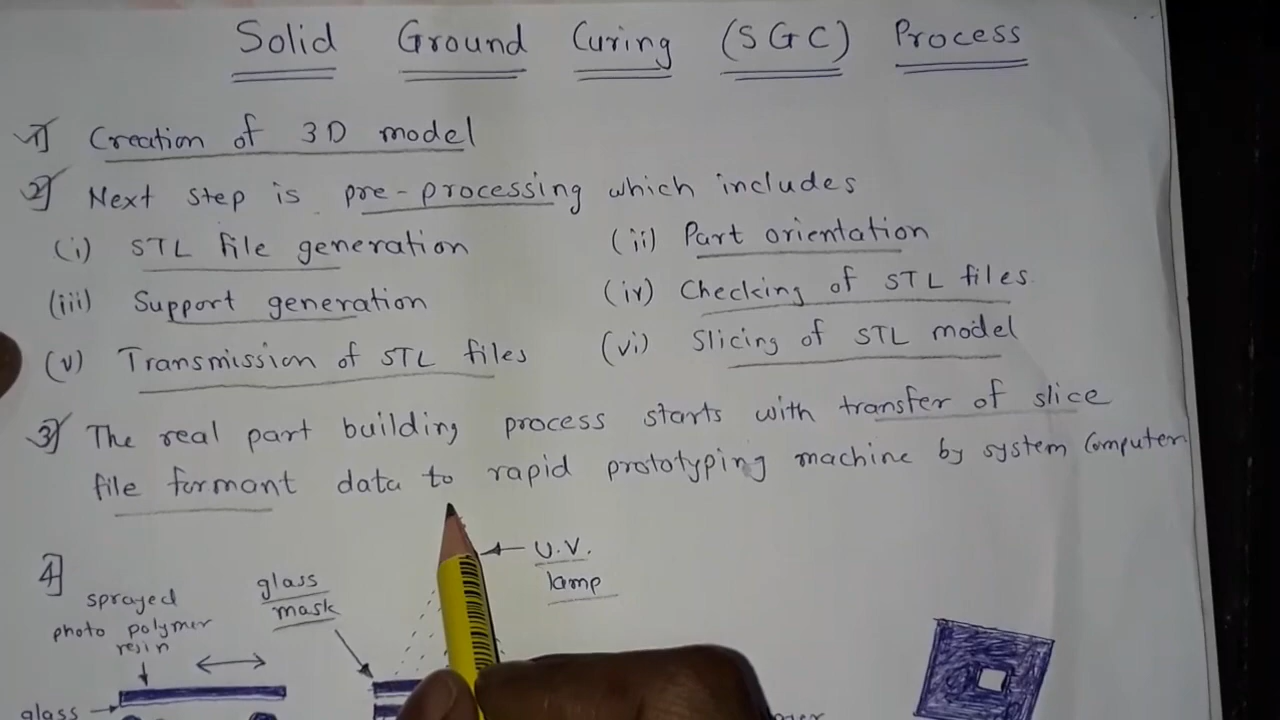 Solid Ground Curing (SGC) Process
1] Creation of 3D model
2] Next step is pre-processing which includes
(i) STL file generation (ii) Part orientation
(iii) Support generation (iv) Checking of STL files.
(v) Transmission of STL files (vi) Slicing of STL model
3] The real part building process starts with transfer of slice
file formant data to rapid prototyping machine by system Computer
4]
sprayed
photo polymer
resin
glass
mask
U.V.
lamp
glass